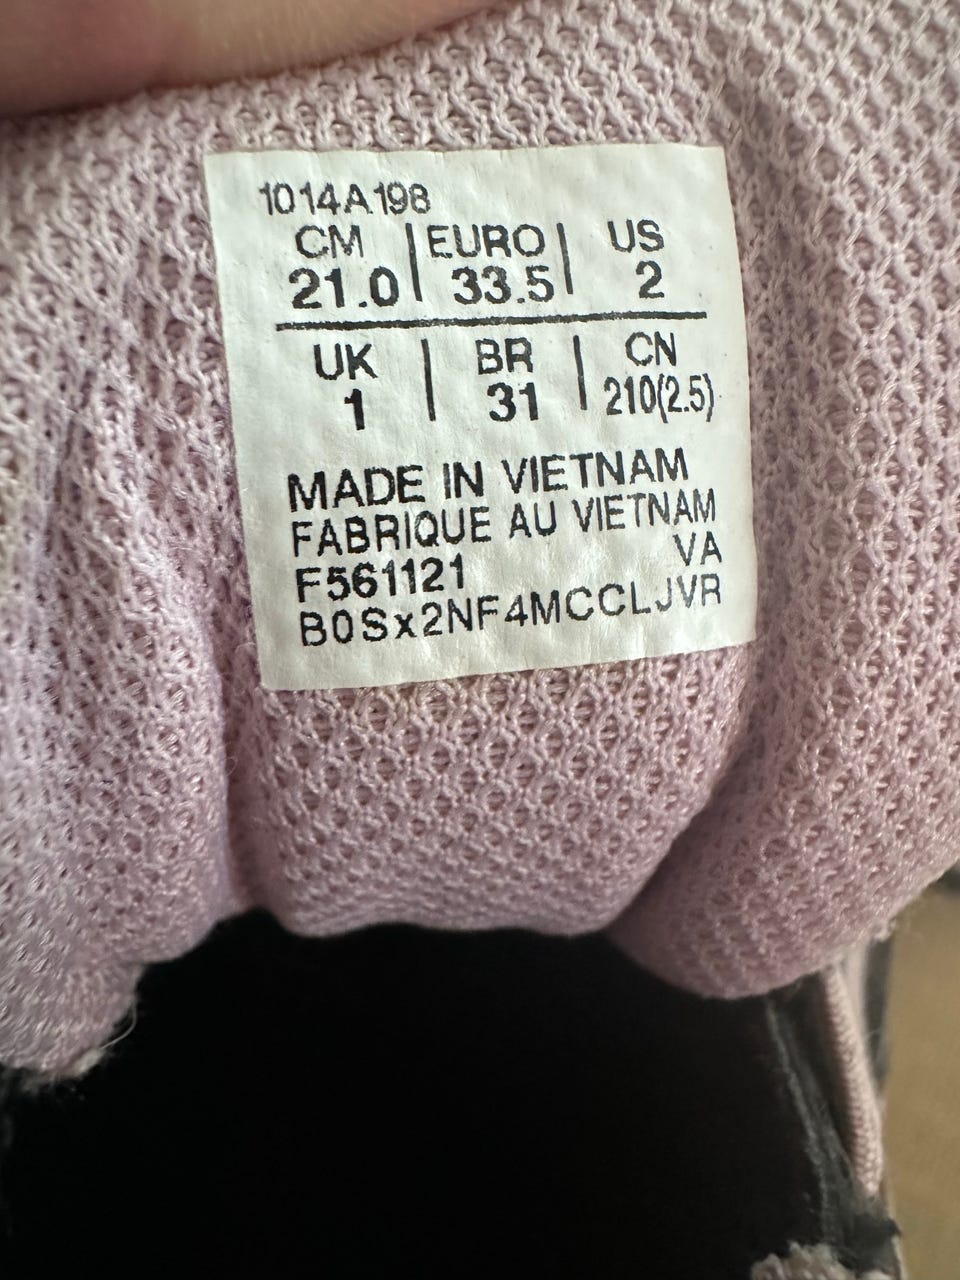 1014A198
CM | EURO | US
21.0 | 33.5 | 2
UK | BR | CN
1 | 31 | 210(2.5)
MADE IN VIETNAM
FABRIQUE AU VIETNAM
F561121 VA
B0Sx2NF4MCCLJVR